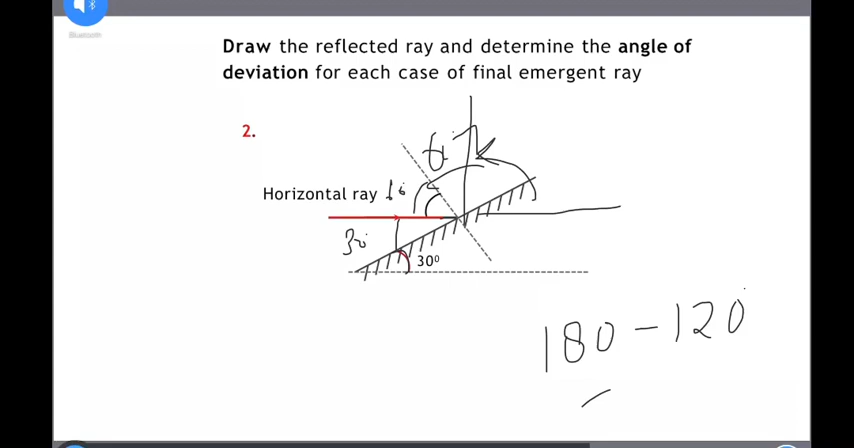 Bluetooth
Draw the reflected ray and determine the angle of
deviation for each case of final emergent ray
2.
Horizontal ray
30
30⁰
180 - 120